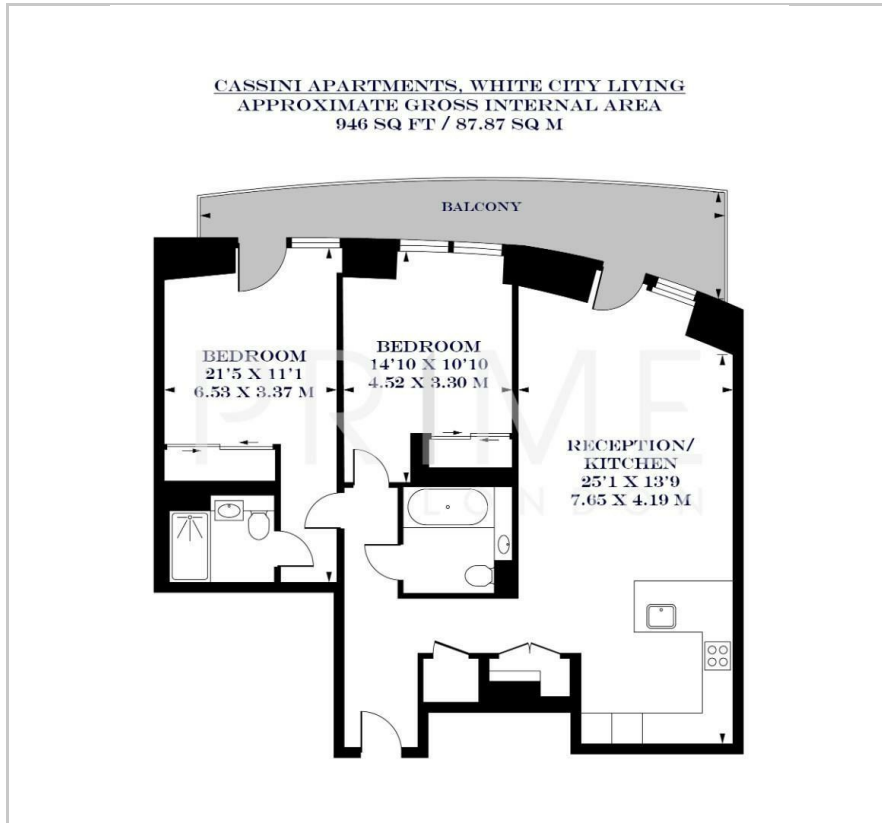 CASSINI APARTMENTS, WHITE CITY LIVING
APPROXIMATE GROSS INTERNAL AREA
946 SQ FT / 87.87 SQ M
BALCONY
BEDROOM
21'5 X 11'1
6.53 X 3.37 M
BEDROOM
14'10 X 10'10
4.52 X 3.30 M
RECEPTION/
KITCHEN
25'1 X 13'9
7.65 X 4.19 M
PRIME
LONDON